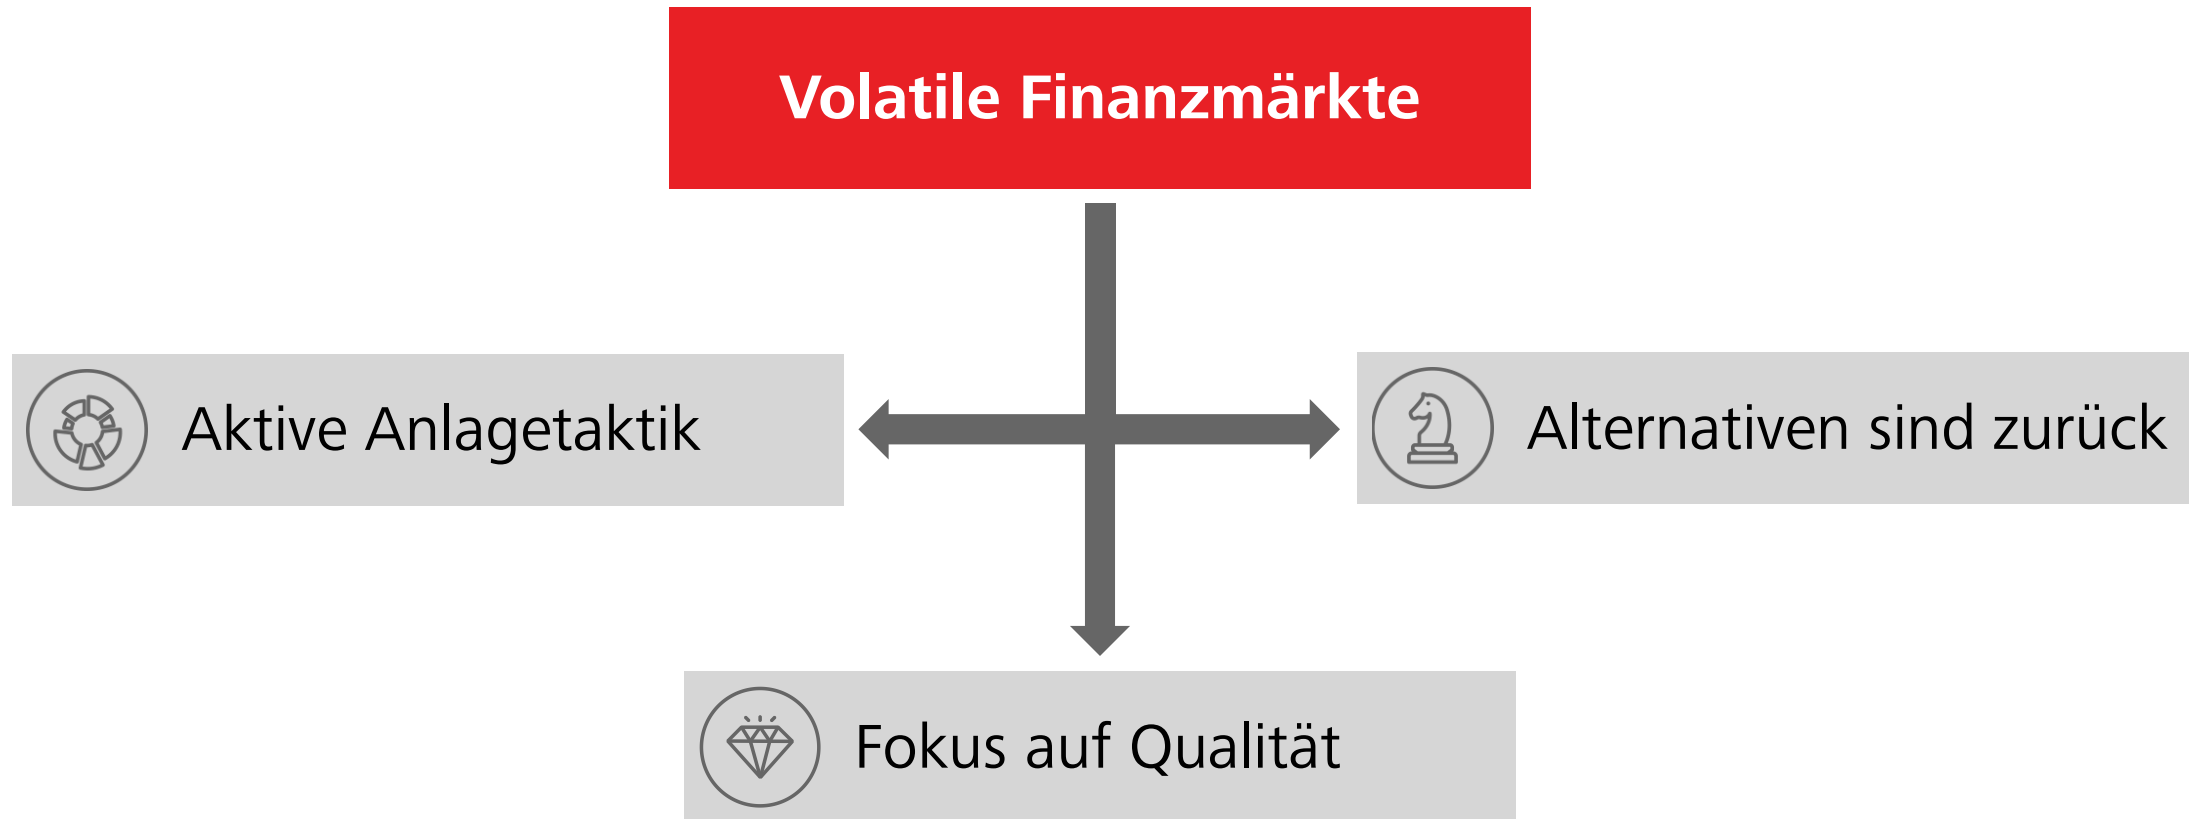 Volatile Finanzmärkte
Aktive Anlagetaktik
Alternativen sind zurück
Fokus auf Qualität